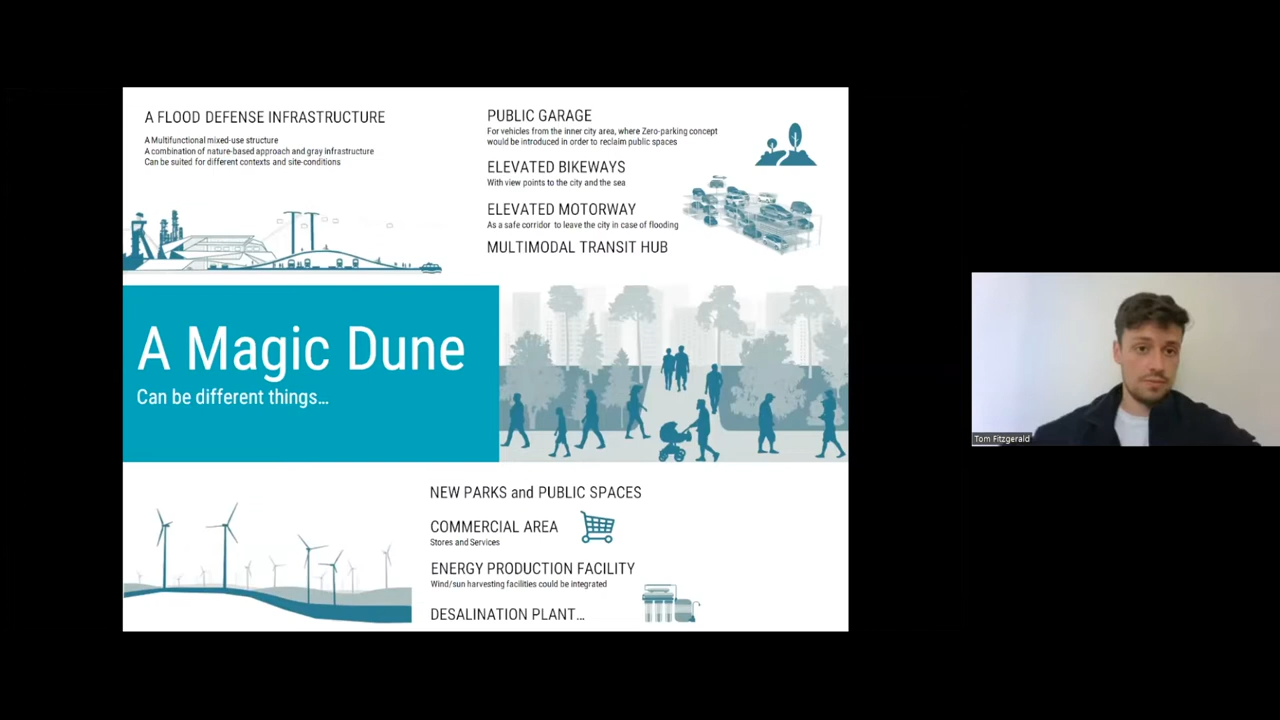 A FLOOD DEFENSE INFRASTRUCTURE
A Multifunctional mixed-use structure
A combination of nature-based approach and gray infrastructure
Can be suited for different contexts and site-conditions
PUBLIC GARAGE
For vehicles from the inner city area, where Zero-parking concept
would be introduced in order to reclaim public spaces
ELEVATED BIKEWAYS
With view points to the city and the sea
ELEVATED MOTORWAY
As a safe corridor to leave the city in case of flooding
MULTIMODAL TRANSIT HUB
A Magic Dune
Can be different things...
NEW PARKS and PUBLIC SPACES
COMMERCIAL AREA
Stores and Services
ENERGY PRODUCTION FACILITY
Wind/sun harvesting facilities could be integrated
DESALINATION PLANT...
Tom Fitzgerald